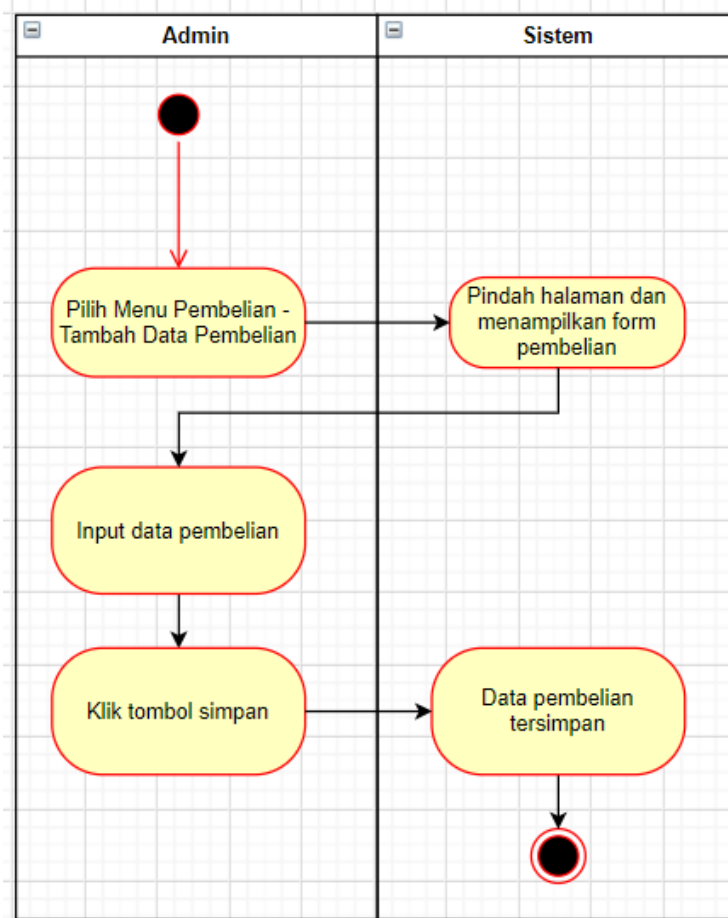 Admin
Sistem
Pilih Menu Pembelian -
Tambah Data Pembelian
Pindah halaman dan
menampilkan form
pembelian
Input data pembelian
Klik tombol simpan
Data pembelian
tersimpan